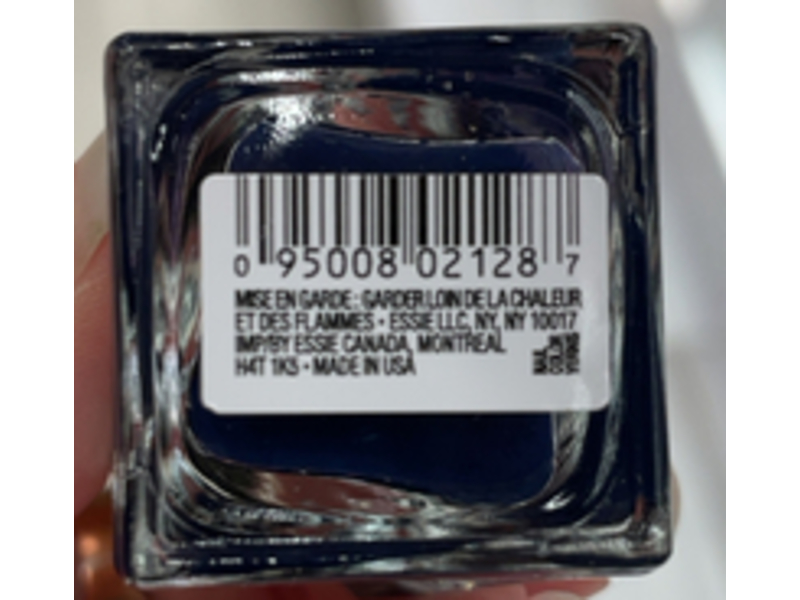 0 95008 02128 7
MISE EN GARDE: GARDER LOIN DE LA CHALEUR
ET DES FLAMMES • ESSIE LLC, NY, NY 10017
IMP/BY ESSIE CANADA, MONTREAL
H4T 1K5 • MADE IN USA